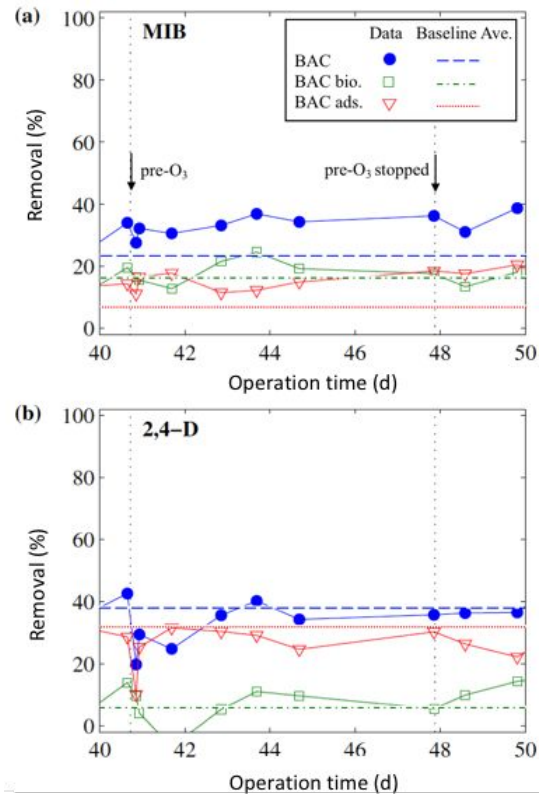 (a)
MIB
Data Baseline Ave.
BAC
BAC bio.
BAC ads.
pre-O₃
pre-O₃ stopped
Removal (%)
100
80
60
40
20
0
40 42 44 46 48 50
Operation time (d)
(b)
2,4−D
Removal (%)
100
80
60
40
20
0
40 42 44 46 48 50
Operation time (d)